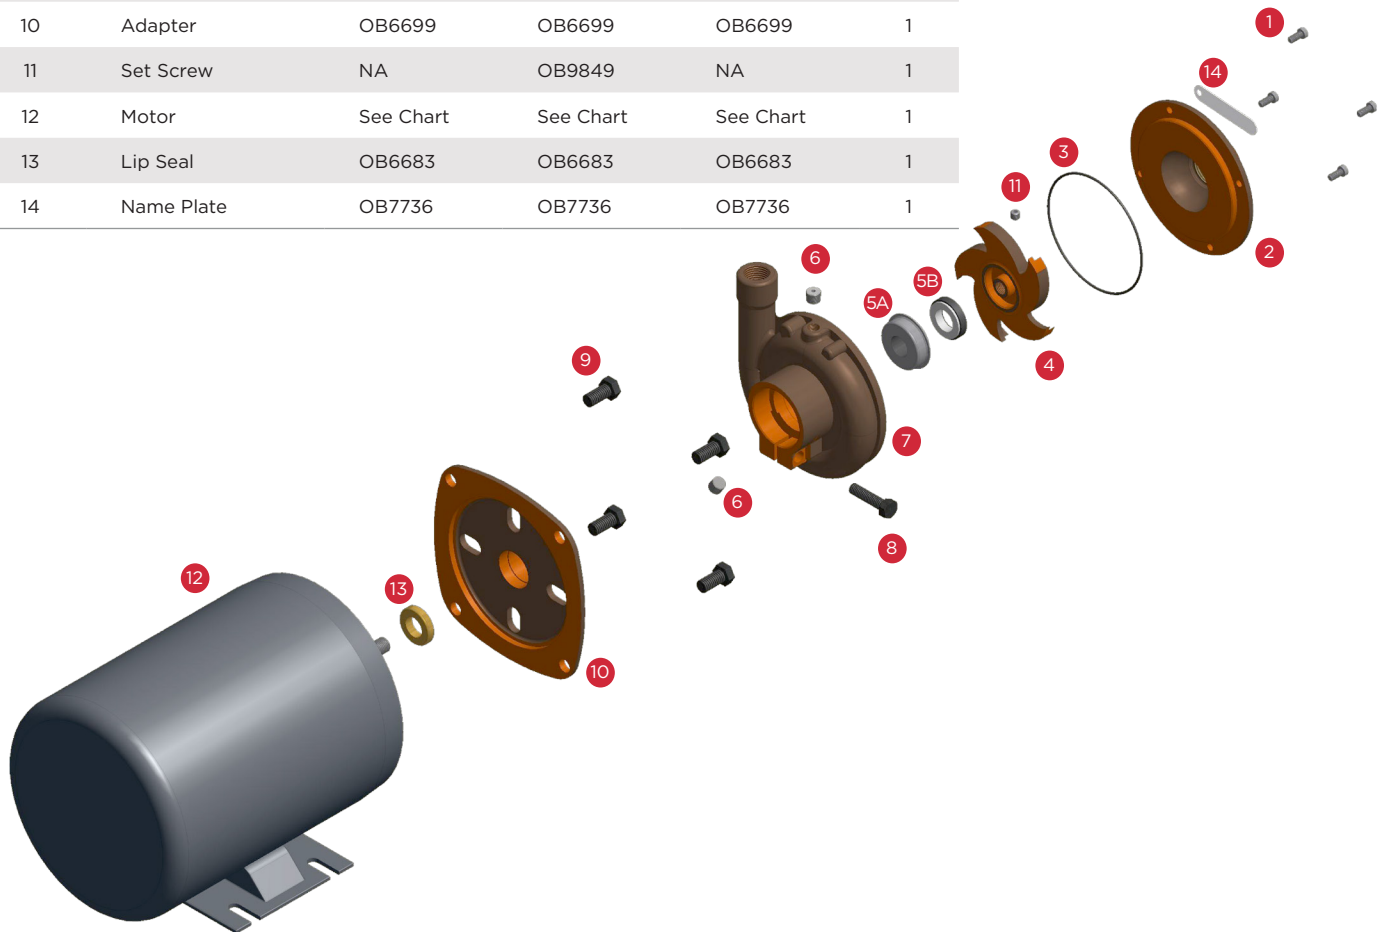 10 Adapter OB6699 OB6699 OB6699 1
11 Set Screw NA OB9849 NA 1
12 Motor See Chart See Chart See Chart 1
13 Lip Seal OB6683 OB6683 OB6683 1
14 Name Plate OB7736 OB7736 OB7736 1
1
14
3
11
2
6
5B
5A
4
9
7
6
8
12
13
10